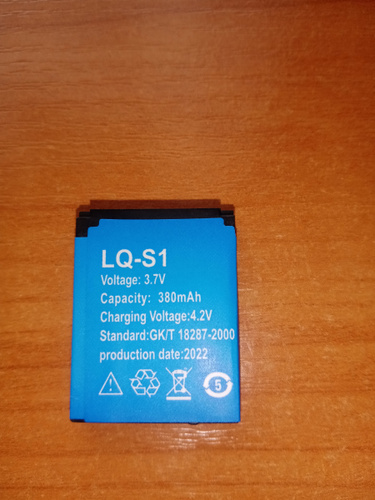 LQ-S1
Voltage: 3.7V
Capacity: 380mAh
Charging Voltage:4.2V
Standard:GK/T 18287-2000
production date:2022
5